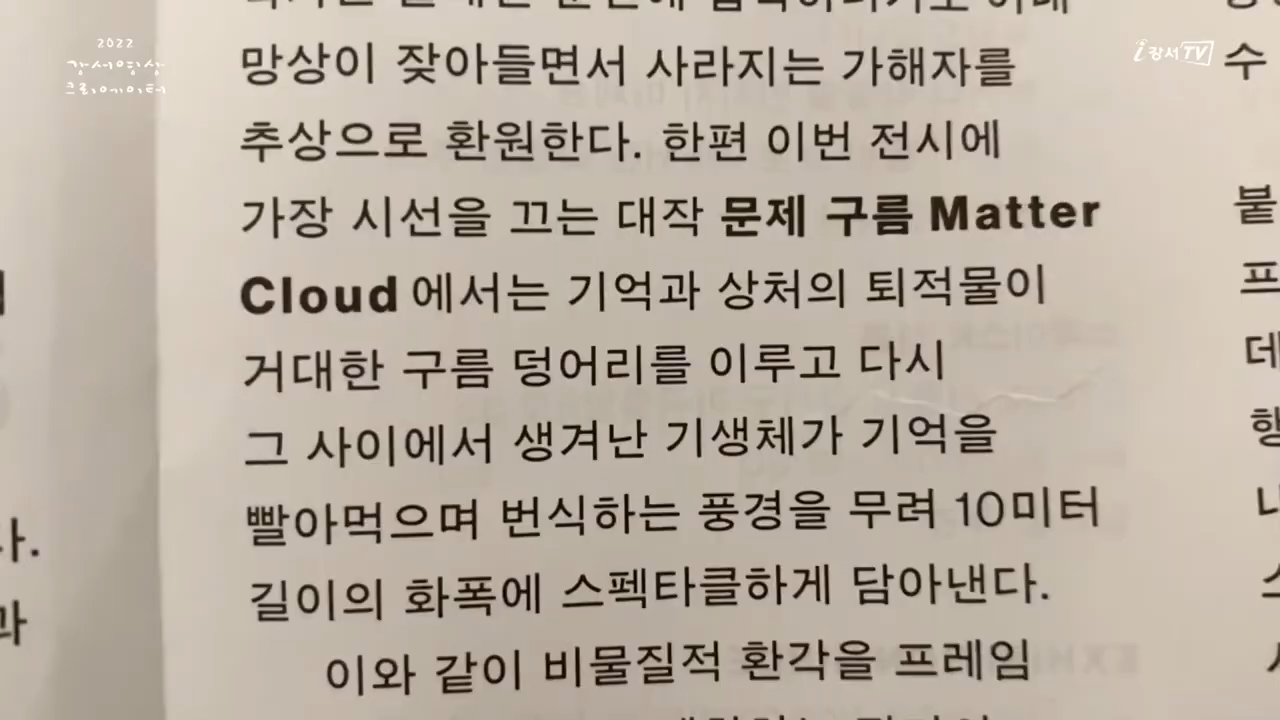 2022
강서영상
크리에이터
i강서TV
망상이 잦아들면서 사라지는 가해자를
추상으로 환원한다. 한편 이번 전시에
가장 시선을 끄는 대작 문제 구름 Matter
Cloud 에서는 기억과 상처의 퇴적물이
거대한 구름 덩어리를 이루고 다시
그 사이에서 생겨난 기생체가 기억을
빨아먹으며 번식하는 풍경을 무려 10미터
길이의 화폭에 스펙타클하게 담아낸다.
이와 같이 비물질적 환각을 프레임
수
붙
프
데
행
과